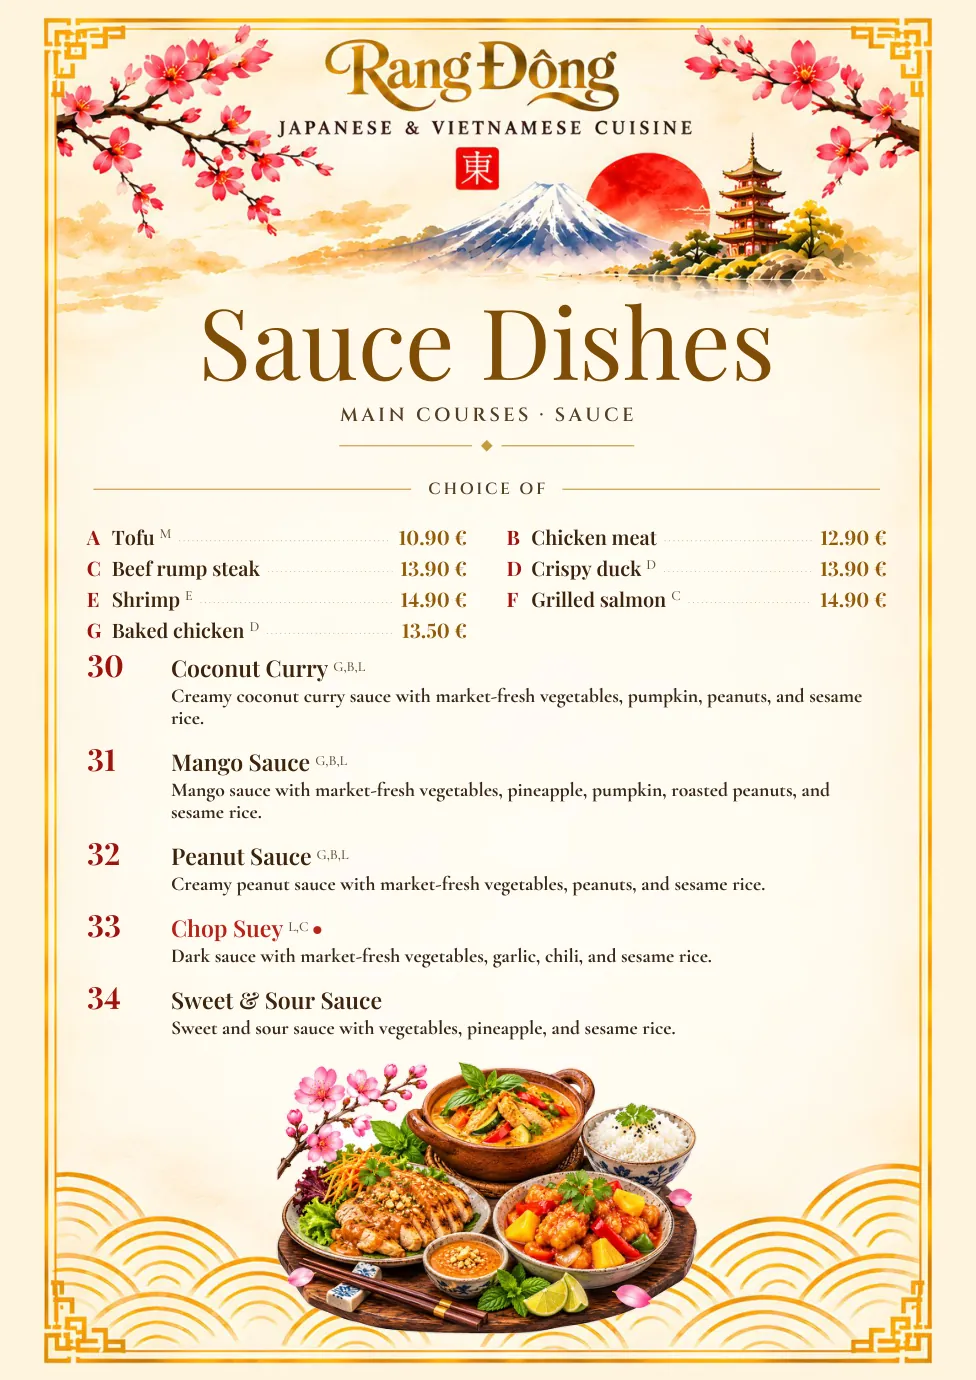 Rang Đông
JAPANESE & VIETNAMESE CUISINE
東
Sauce Dishes
MAIN COURSES · SAUCE
CHOICE OF
A Tofu M 10.90 €
B Chicken meat 12.90 €
C Beef rump steak 13.90 €
D Crispy duck D 13.90 €
E Shrimp E 14.90 €
F Grilled salmon C 14.90 €
G Baked chicken D 13.50 €
30 Coconut Curry G,B,L
Creamy coconut curry sauce with market-fresh vegetables, pumpkin, peanuts, and sesame
rice.
31 Mango Sauce G,B,L
Mango sauce with market-fresh vegetables, pineapple, pumpkin, roasted peanuts, and
sesame rice.
32 Peanut Sauce G,B,L
Creamy peanut sauce with market-fresh vegetables, peanuts, and sesame rice.
33 Chop Suey L,C •
Dark sauce with market-fresh vegetables, garlic, chili, and sesame rice.
34 Sweet & Sour Sauce
Sweet and sour sauce with vegetables, pineapple, and sesame rice.